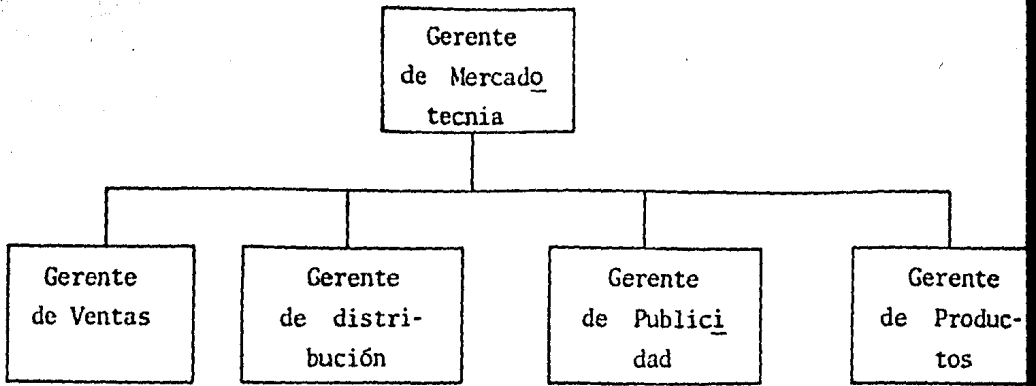 Gerente
de Mercado
tecnia
Gerente
de Ventas
Gerente
de distri-
bución
Gerente
de Publici
dad
Gerente
de Produc-
tos